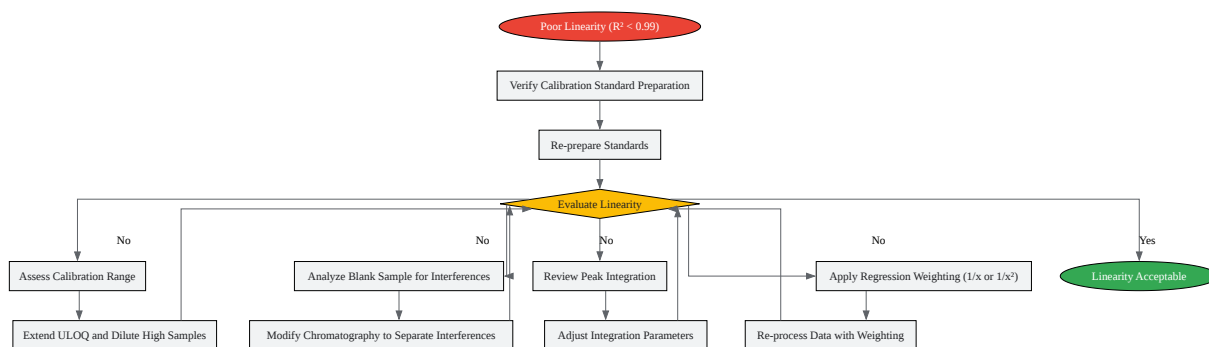 Poor Linearity (R² < 0.99)
Verify Calibration Standard Preparation
Re-prepare Standards
Evaluate Linearity
No
No
No
No
Yes
Assess Calibration Range
Analyze Blank Sample for Interferences
Review Peak Integration
Apply Regression Weighting (1/x or 1/x²)
Linearity Acceptable
Extend ULOQ and Dilute High Samples
Modify Chromatography to Separate Interferences
Adjust Integration Parameters
Re-process Data with Weighting